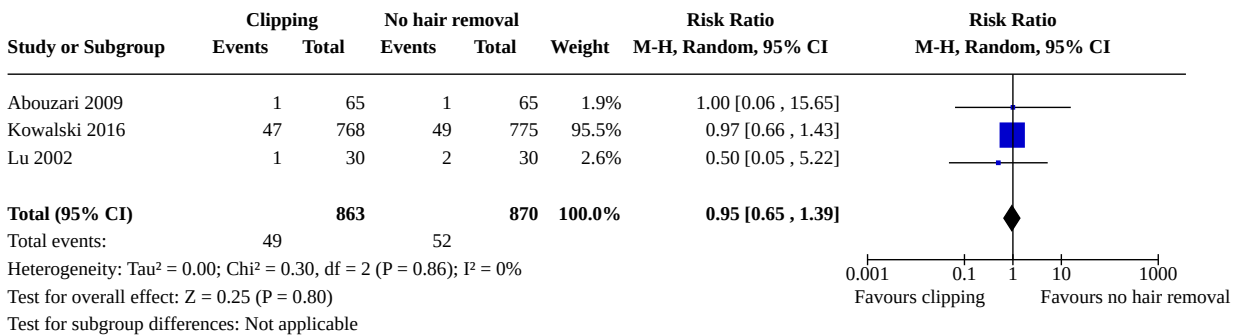 Clipping No hair removal Risk Ratio Risk Ratio
Study or Subgroup Events Total Events Total Weight M-H, Random, 95% CI M-H, Random, 95% CI
Abouzari 2009 1 65 1 65 1.9% 1.00 [0.06 , 15.65]
Kowalski 2016 47 768 49 775 95.5% 0.97 [0.66 , 1.43]
Lu 2002 1 30 2 30 2.6% 0.50 [0.05 , 5.22]
Total (95% CI) 863 870 100.0% 0.95 [0.65 , 1.39]
Total events: 49 52
Heterogeneity: Tau² = 0.00; Chi² = 0.30, df = 2 (P = 0.86); I² = 0%
0.001 0.1 1 10 1000
Test for overall effect: Z = 0.25 (P = 0.80)
Favours clipping Favours no hair removal
Test for subgroup differences: Not applicable